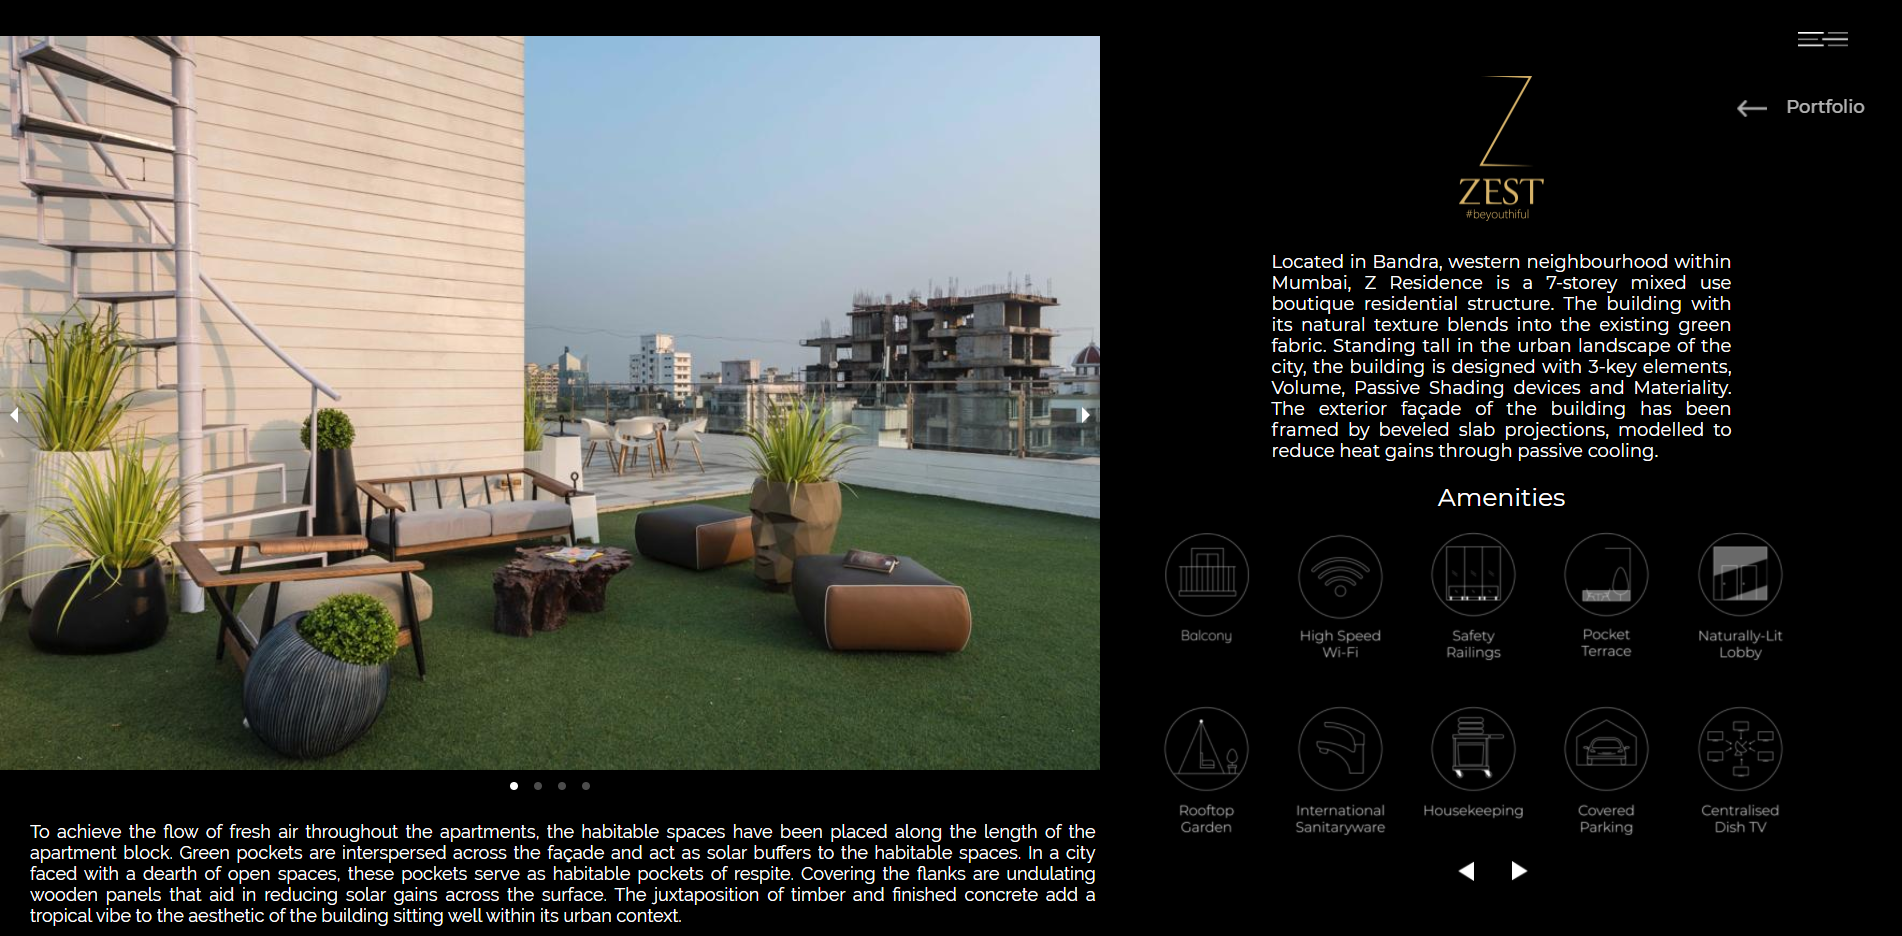 Portfolio
Z
ZEST
#beyouthiful
Located in Bandra, western neighbourhood within
Mumbai, Z Residence is a 7-storey mixed use
boutique residential structure. The building with
its natural texture blends into the existing green
fabric. Standing tall in the urban landscape of the
city, the building is designed with 3-key elements,
Volume, Passive Shading devices and Materiality.
The exterior façade of the building has been
framed by beveled slab projections, modelled to
reduce heat gains through passive cooling.
Amenities
Balcony
High Speed
Wi-Fi
Safety
Railings
Pocket
Terrace
Naturally-Lit
Lobby
Rooftop
Garden
International
Sanitaryware
Housekeeping
Covered
Parking
Centralised
Dish TV
To achieve the flow of fresh air throughout the apartments, the habitable spaces have been placed along the length of the
apartment block. Green pockets are interspersed across the façade and act as solar buffers to the habitable spaces. In a city
faced with a dearth of open spaces, these pockets serve as habitable pockets of respite. Covering the flanks are undulating
wooden panels that aid in reducing solar gains across the surface. The juxtaposition of timber and finished concrete add a
tropical vibe to the aesthetic of the building sitting well within its urban context.